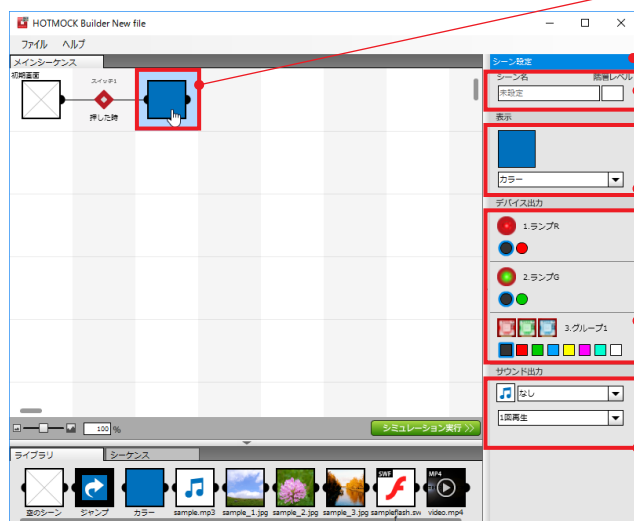 HOTMOCK Builder New file
ファイル ヘルプ
メインシーケンス
初期画面
スイッチ1
押した時
シーン設定
シーン名 階層レベル
未設定
表示
カラー
デバイス出力
1.ランプR
2.ランプG
3.グループ1
サウンド出力
なし
1回再生
100 %
シミュレーション実行 >>
ライブラリ シーケンス
SWF MP4
空のシーン ジャンプ カラー sample.mp3 sample_1.jpg sample_2.jpg sample_3.jpg sampleflash.sw video.mp4